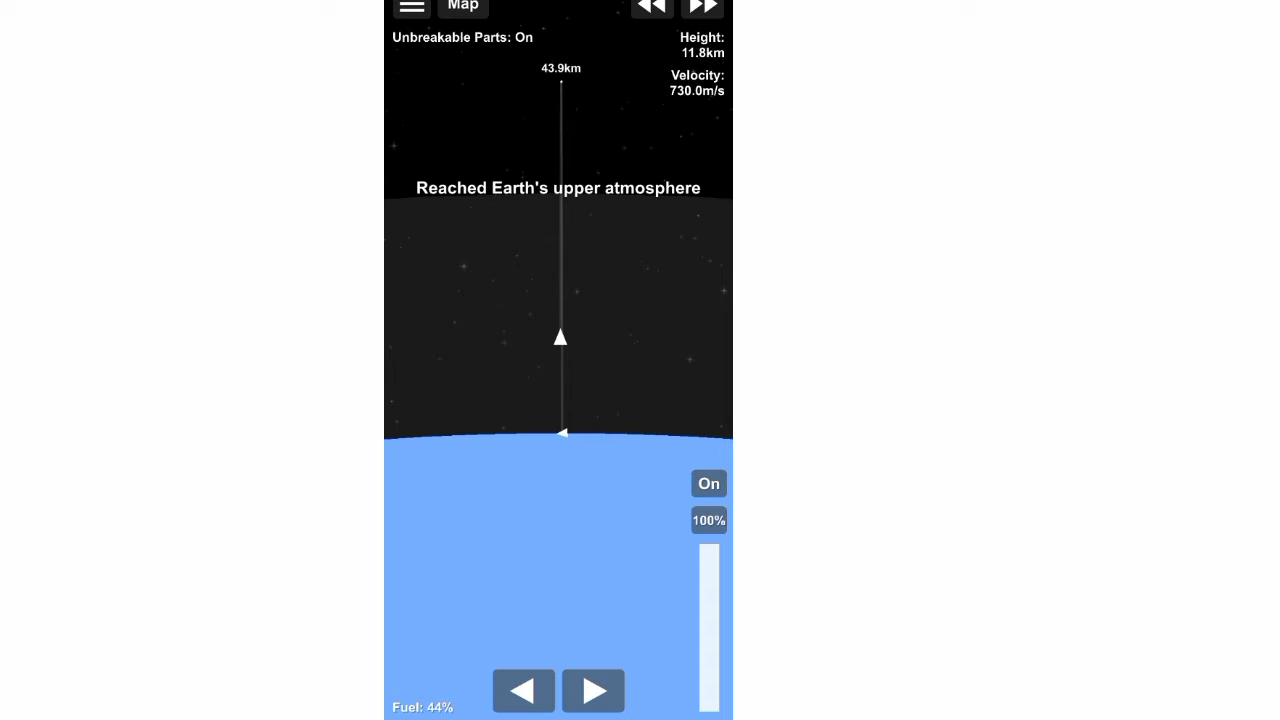 Map
Unbreakable Parts: On
Height:
11.8km
43.9km
Velocity:
730.0m/s
Reached Earth's upper atmosphere
On
100%
Fuel: 44%